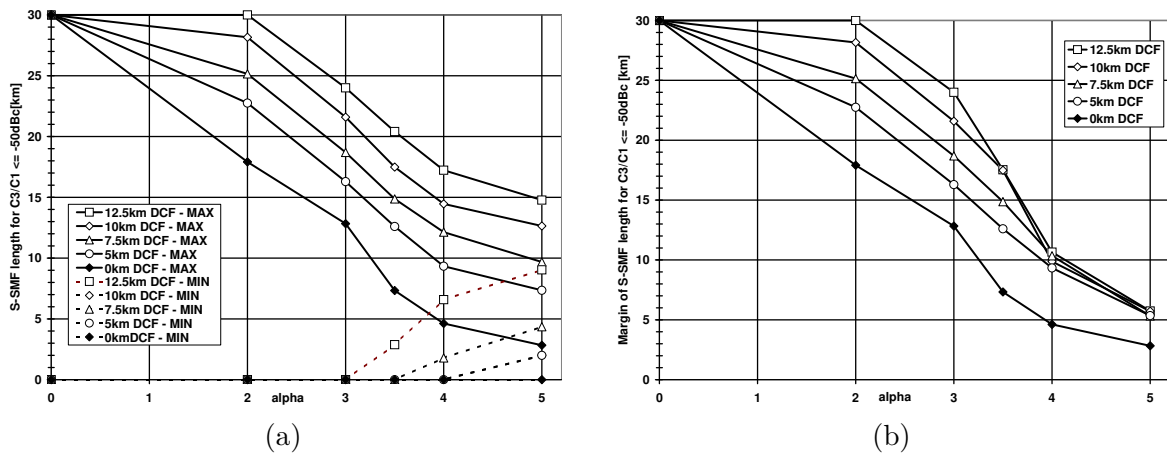 S-SMF length for C3/C1 <= -50dBc[km]
30
25
20
15
10
5
0
12.5km DCF - MAX
10km DCF - MAX
7.5km DCF - MAX
5km DCF - MAX
0km DCF - MAX
12.5km DCF - MIN
10km DCF - MIN
7.5km DCF - MIN
5km DCF - MIN
0kmDCF - MIN
0 1 2 alpha 3 4 5
(a)
Margin of S-SMF length for C3/C1 <= -50dBc [km]
30
25
20
15
10
5
0
12.5km DCF
10km DCF
7.5km DCF
5km DCF
0km DCF
0 1 2 alpha 3 4 5
(b)